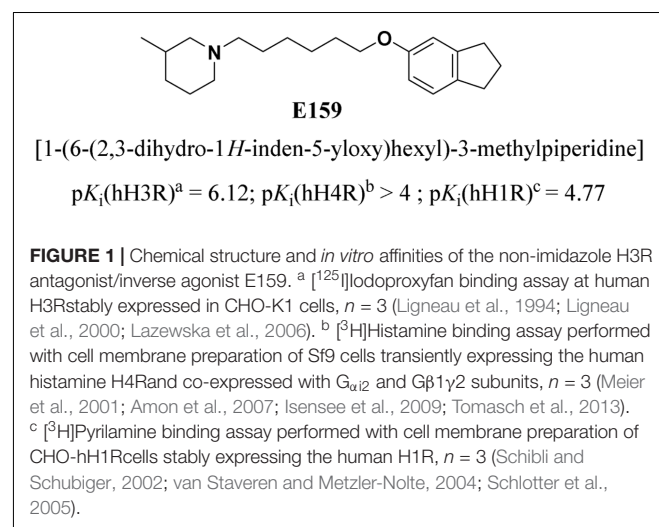 N
O
E159
[1-(6-(2,3-dihydro-1H-inden-5-yloxy)hexyl)-3-methylpiperidine]
pKi(hH3R)a = 6.12; pKi(hH4R)b > 4 ; pKi(hH1R)c = 4.77
FIGURE 1 | Chemical structure and in vitro affinities of the non-imidazole H3R
antagonist/inverse agonist E159. a [125I]Iodoproxyfan binding assay at human
H3Rstably expressed in CHO-K1 cells, n = 3 (Ligneau et al., 1994; Ligneau
et al., 2000; Lazewska et al., 2006). b [3H]Histamine binding assay performed
with cell membrane preparation of Sf9 cells transiently expressing the human
histamine H4Rand co-expressed with Gαi2 and Gβ1γ2 subunits, n = 3 (Meier
et al., 2001; Amon et al., 2007; Isensee et al., 2009; Tomasch et al., 2013).
c [3H]Pyrilamine binding assay performed with cell membrane preparation of
CHO-hH1Rcells stably expressing the human H1R, n = 3 (Schibli and
Schubiger, 2002; van Staveren and Metzler-Nolte, 2004; Schlotter et al.,
2005).